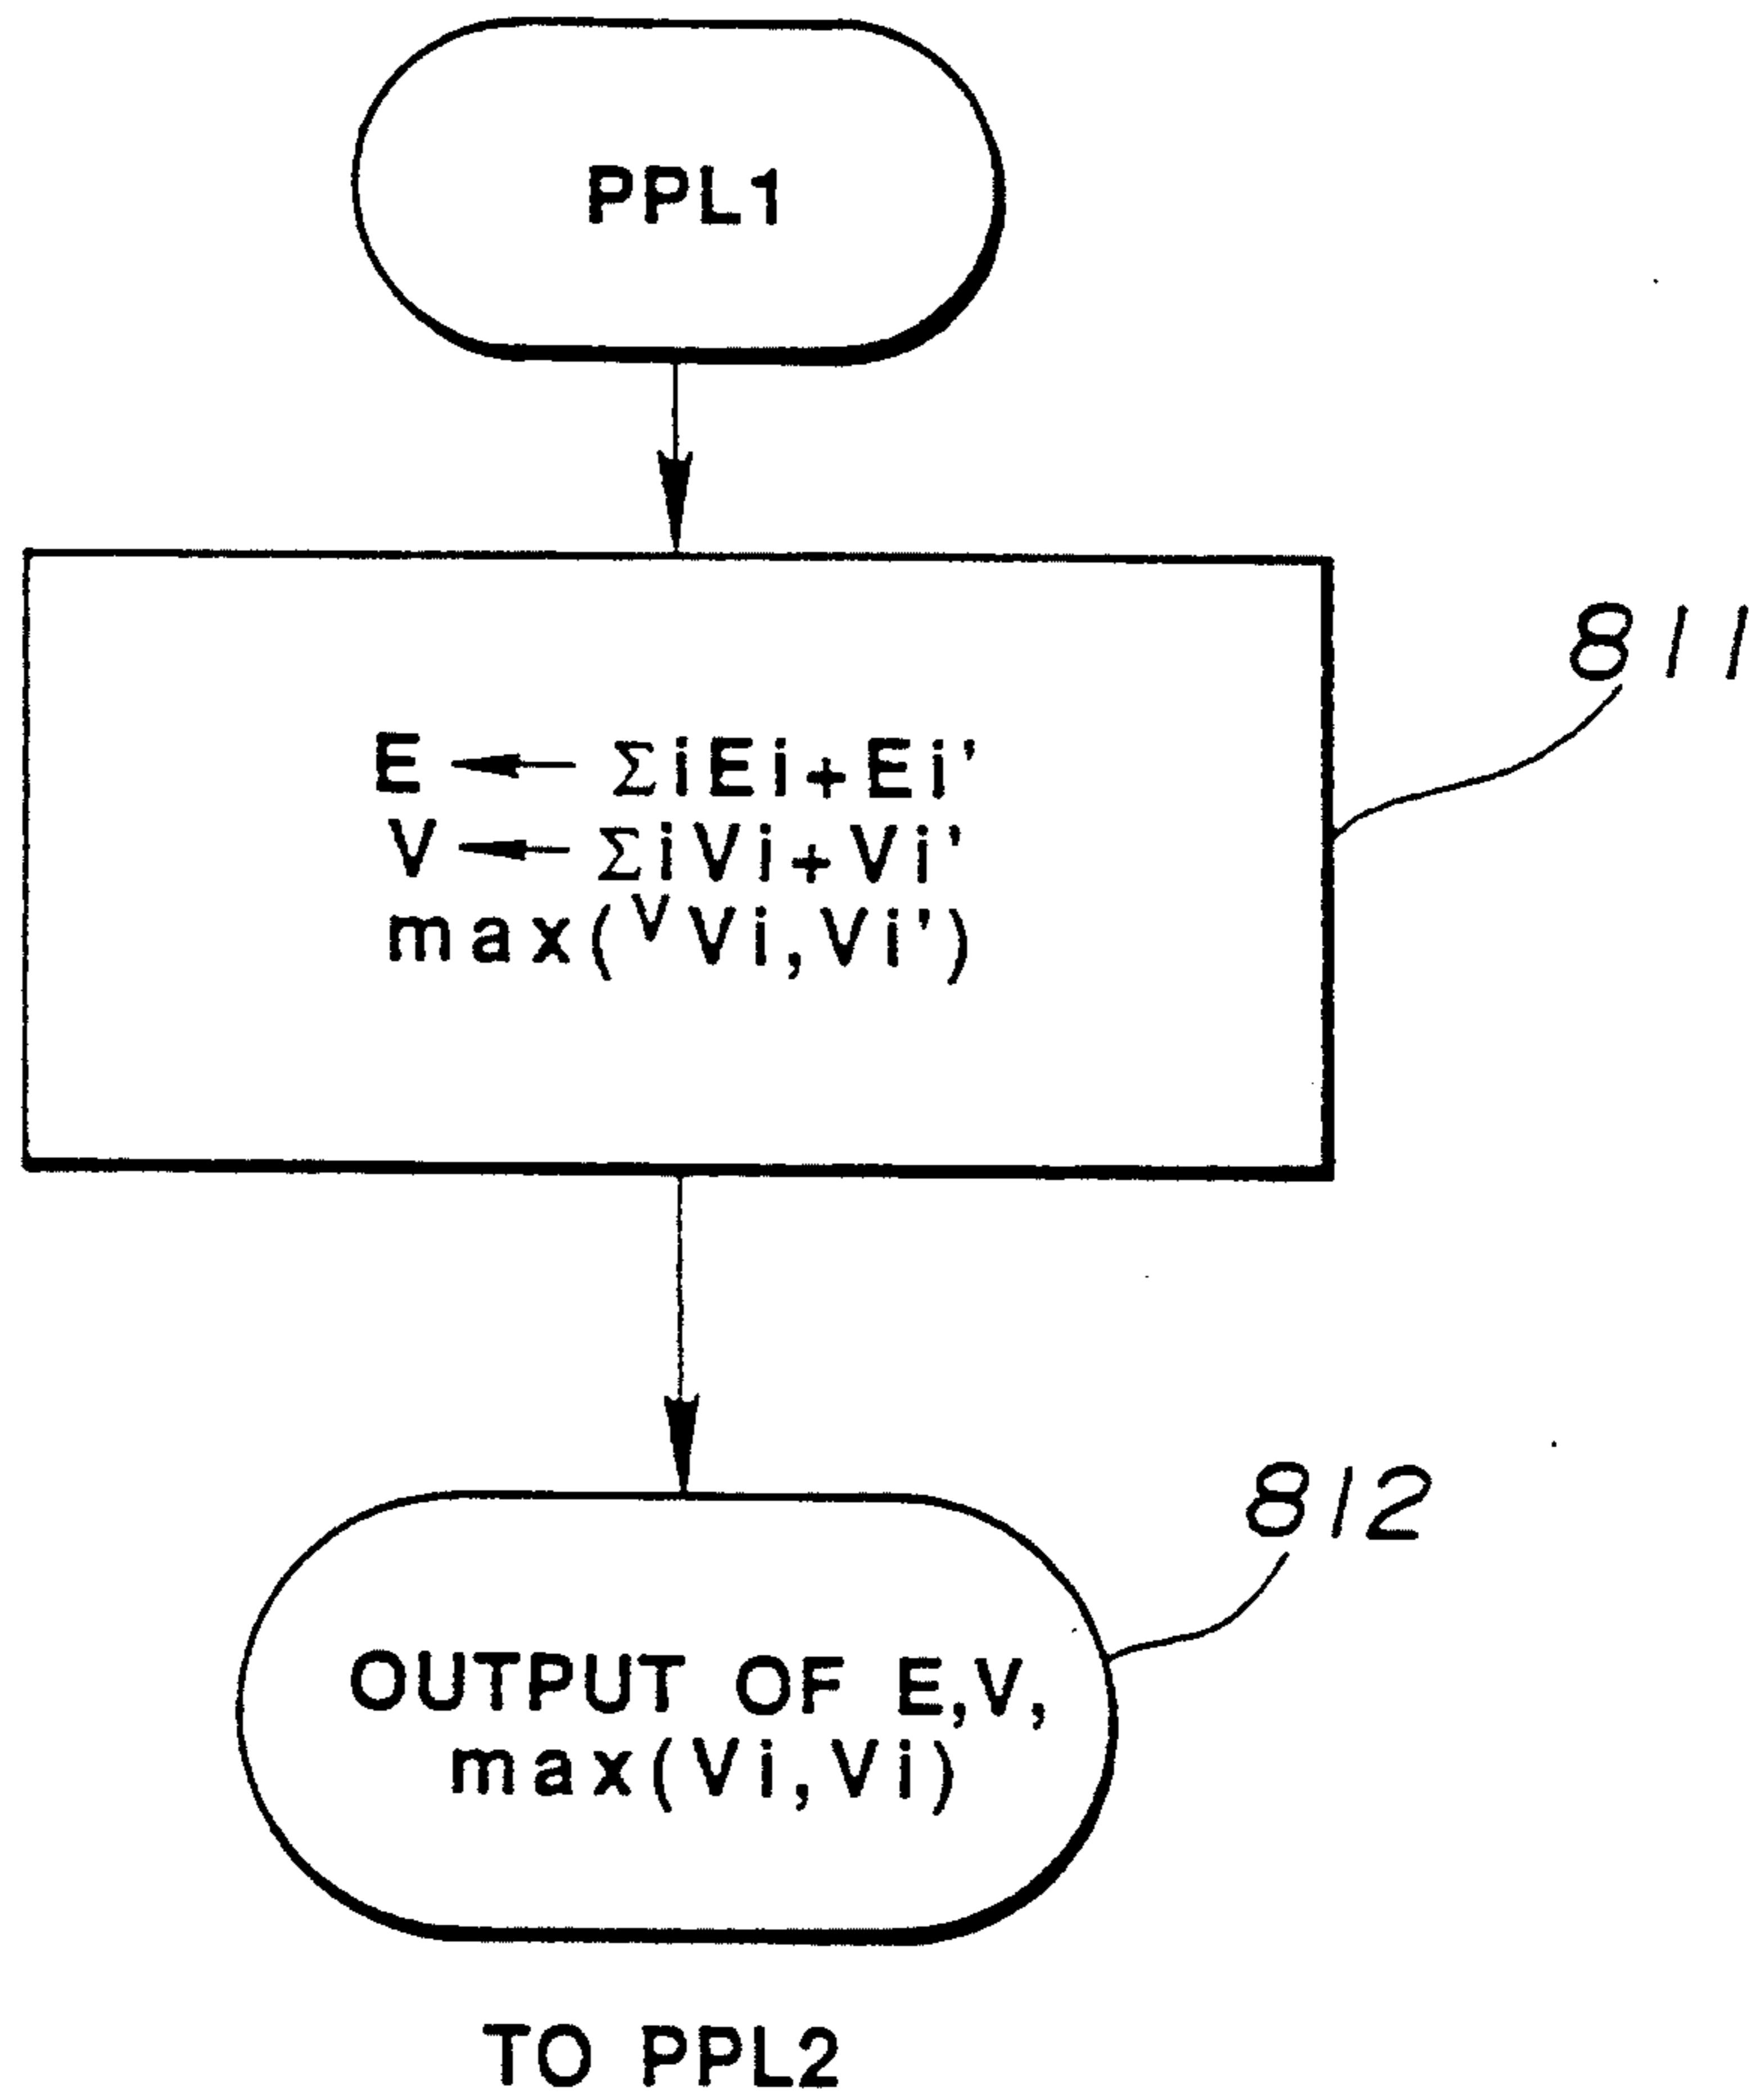 PPL1
811
E ← ΣiEi+Ei'
V ← ΣiVi+Vi'
max(ⱽVi,Vi')
812
OUTPUT OF E,V,
max(Vi,Vi)
TO PPL2